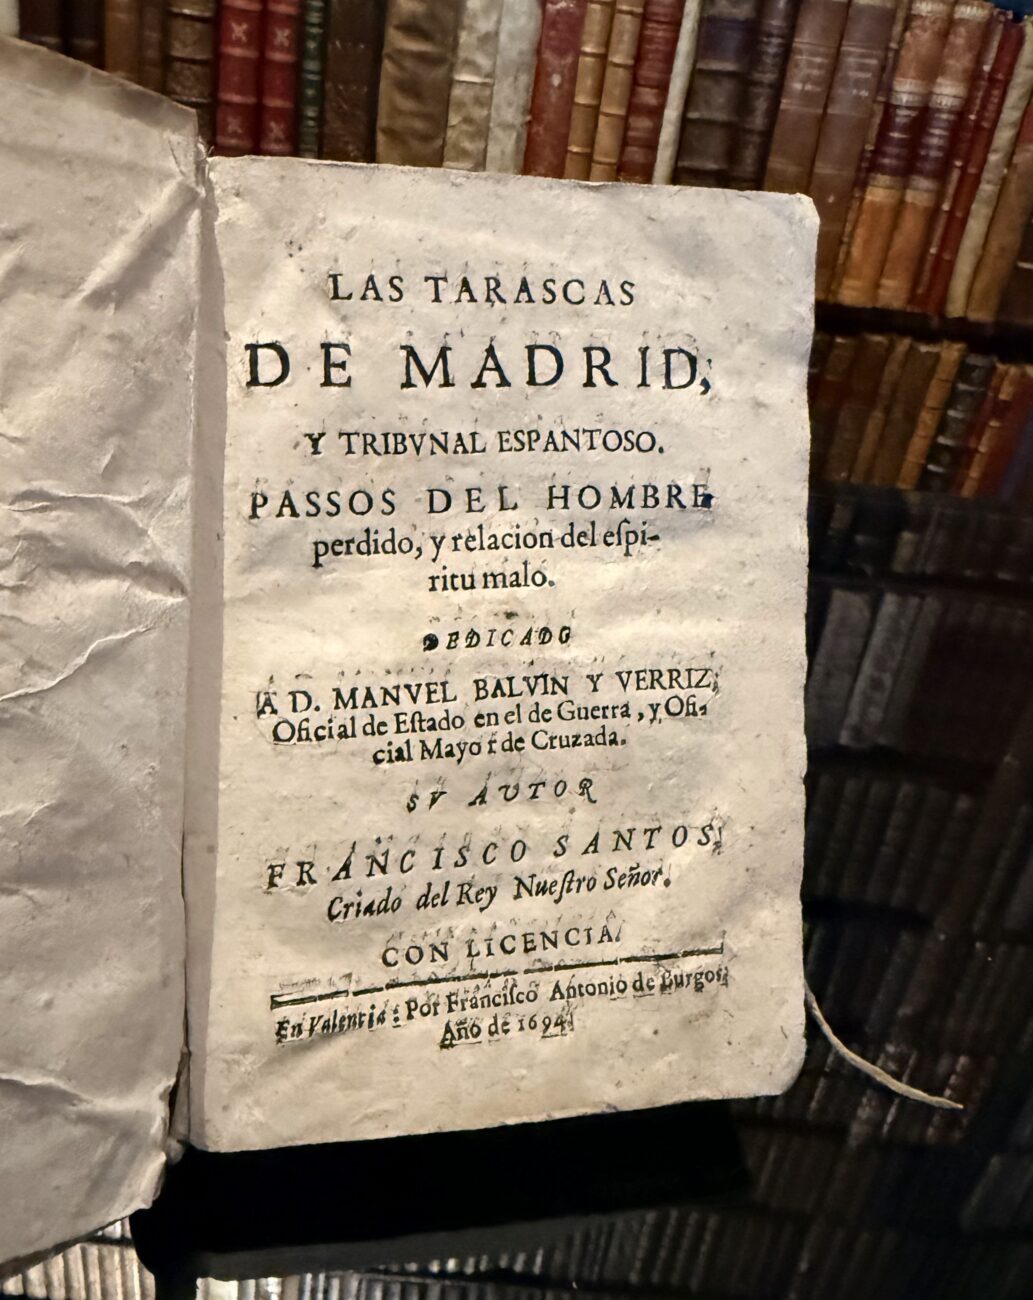 LAS TARASCAS
DE MADRID,
Y TRIBVNAL ESPANTOSO.
PASSOS DEL HOMBRE
perdido, y relacion del eſpi-
ritu malo.
DEDICADO
A D. MANVEL BALVIN Y VERRIZ,
Oficial de Eſtado en el de Guerra, y Ofi-
cial Mayor de Cruzada.
SV AUTOR
FRANCISCO SANTOS,
Criado del Rey Nueſtro Señor.
CON LICENCIA.
En Valencia: Por Franciſco Antonio de Burgos,
Año de 1694.